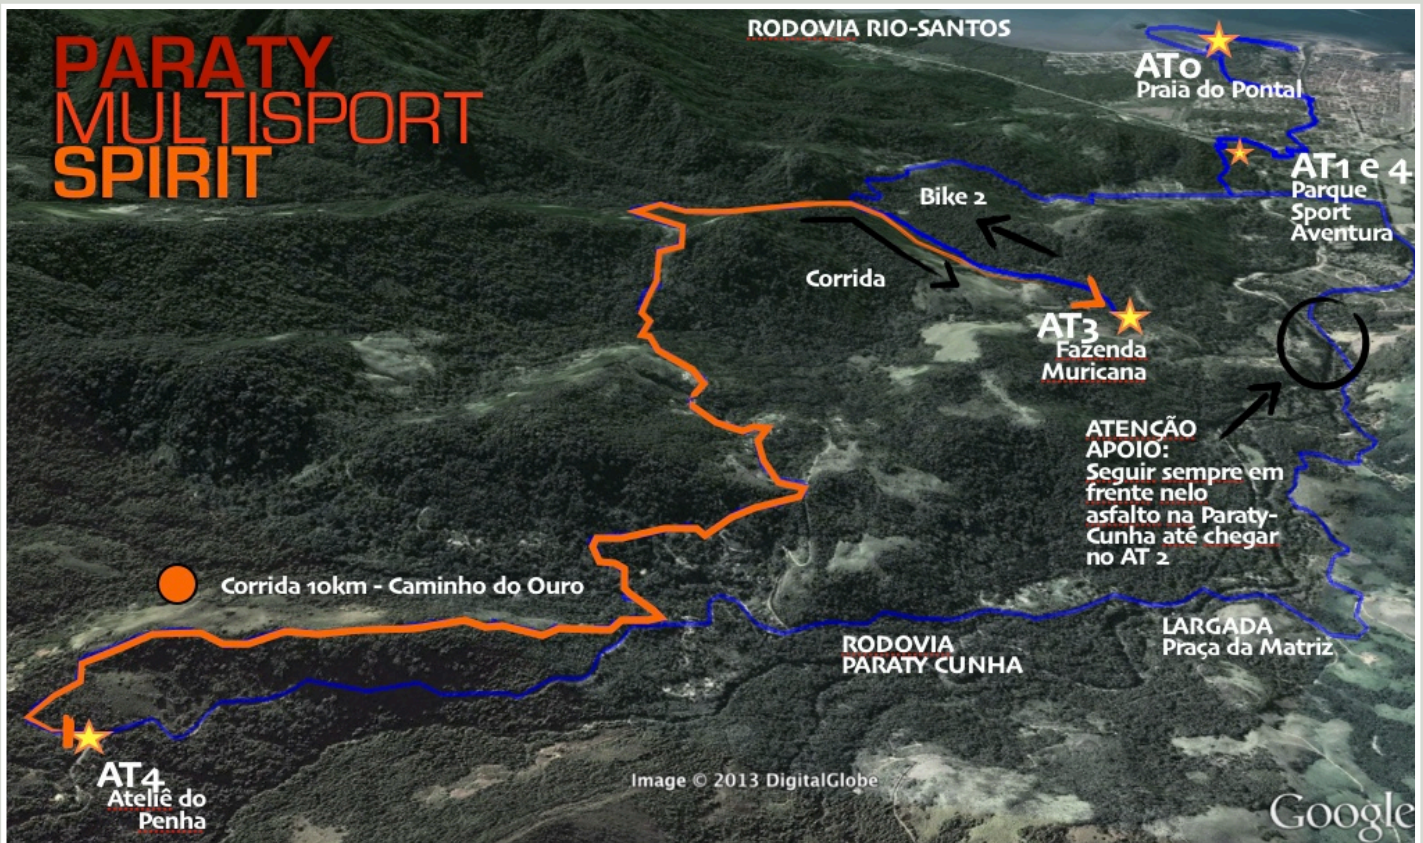 PARATY
MULTISPORT
SPIRIT
RODOVIA RIO-SANTOS
AT0
Praia do Pontal
AT1 e 4
Parque
Sport
Aventura
Bike 2
Corrida
AT3
Fazenda
Muricana
ATENÇÃO
APOIO:
Seguir sempre em
frente nelo
asfalto na Paraty-
Cunha até chegar
no AT 2
Corrida 10km - Caminho do Ouro
LARGADA
Praça da Matriz
RODOVIA
PARATY CUNHA
AT4
Ateliê do
Penha
Image © 2013 DigitalGlobe
Google